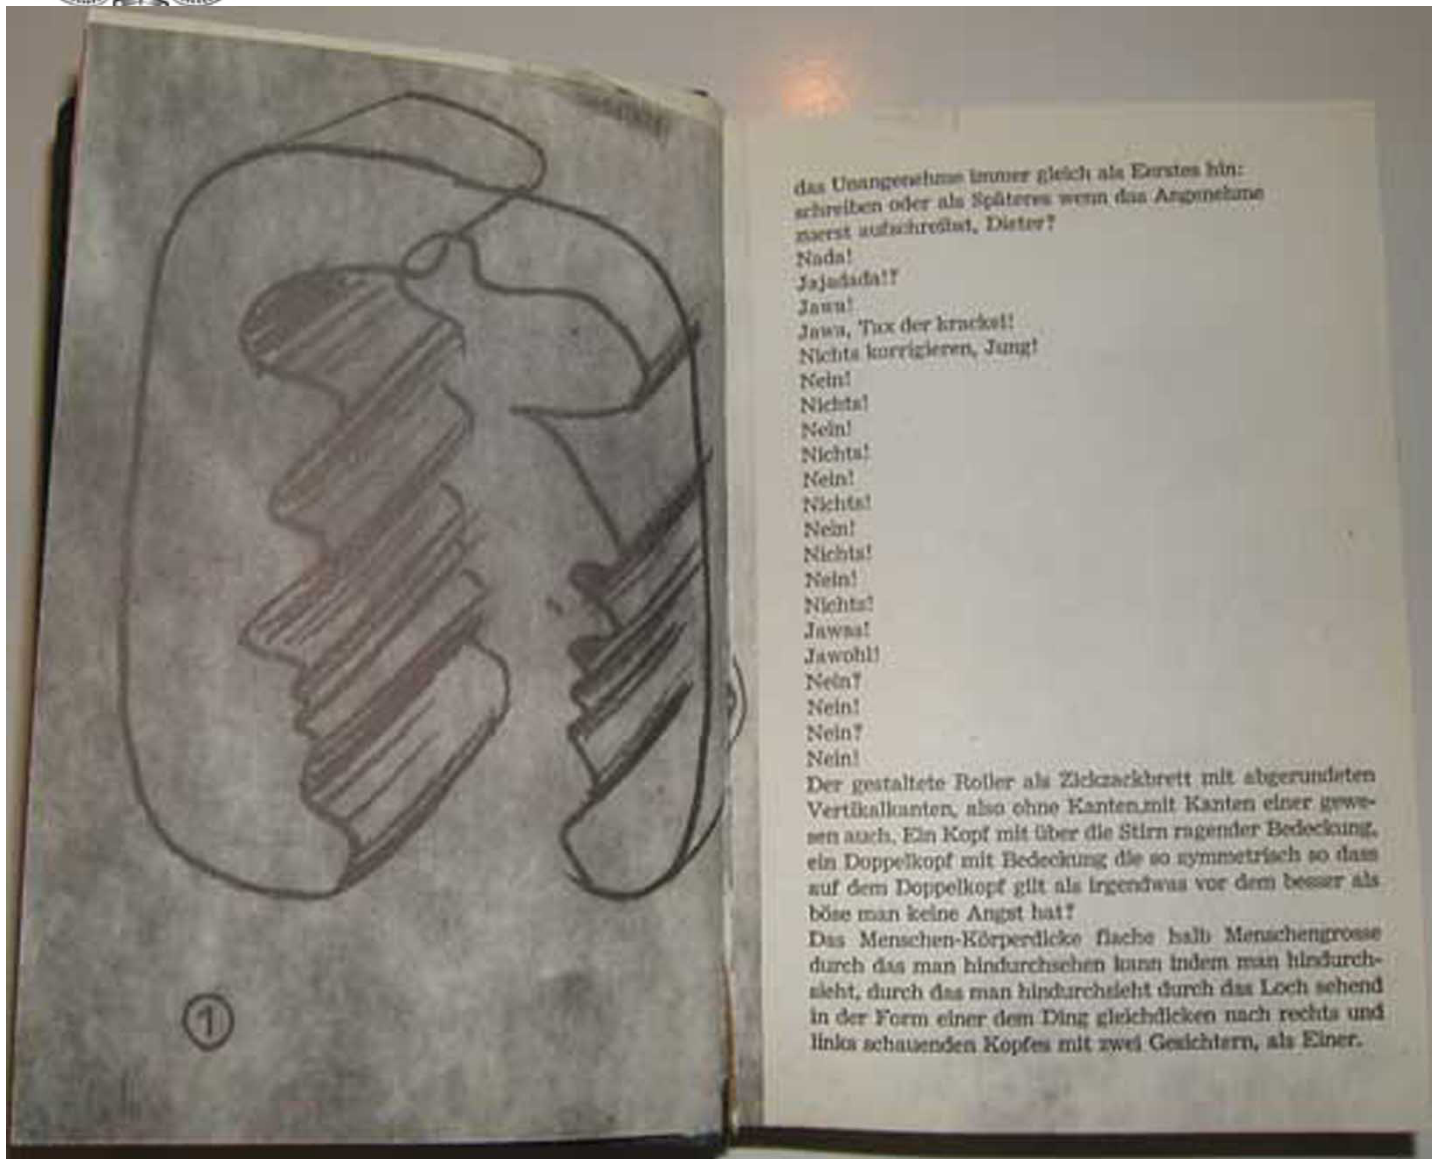 1
das Unangenehme immer gleich als Eerstes hin:
schreiben oder als Späteres wenn das Angenehme
zuerst aufschreibst, Dieter?
Nada!
Jajadada!?
Jawa!
Jawa, Tax der krackel!
Nichts korrigieren, Jung!
Nein!
Nichts!
Nein!
Nichts!
Nein!
Nichts!
Nein!
Nichts!
Nein!
Nichts!
Jawaa!
Jawohl!
Nein?
Nein!
Nein?
Nein!
Der gestaltete Roller als Zickzackbrett mit abgerundeten
Vertikalkanten, also ohne Kanten,mit Kanten einer gewe-
sen auch. Ein Kopf mit über die Stirn ragender Bedeckung,
ein Doppelkopf mit Bedeckung die so symmetrisch so dass
auf dem Doppelkopf gilt als irgendwas vor dem besser als
böse man keine Angst hat?
Das Menschen-Körperdicke flache halb Menschengrosse
durch das man hindurchsehen kann indem man hindurch-
sieht, durch das man hindurchsieht durch das Loch sehend
in der Form einer dem Ding gleichdicken nach rechts und
links schauenden Kopfes mit zwei Gesichtern, als Einer.